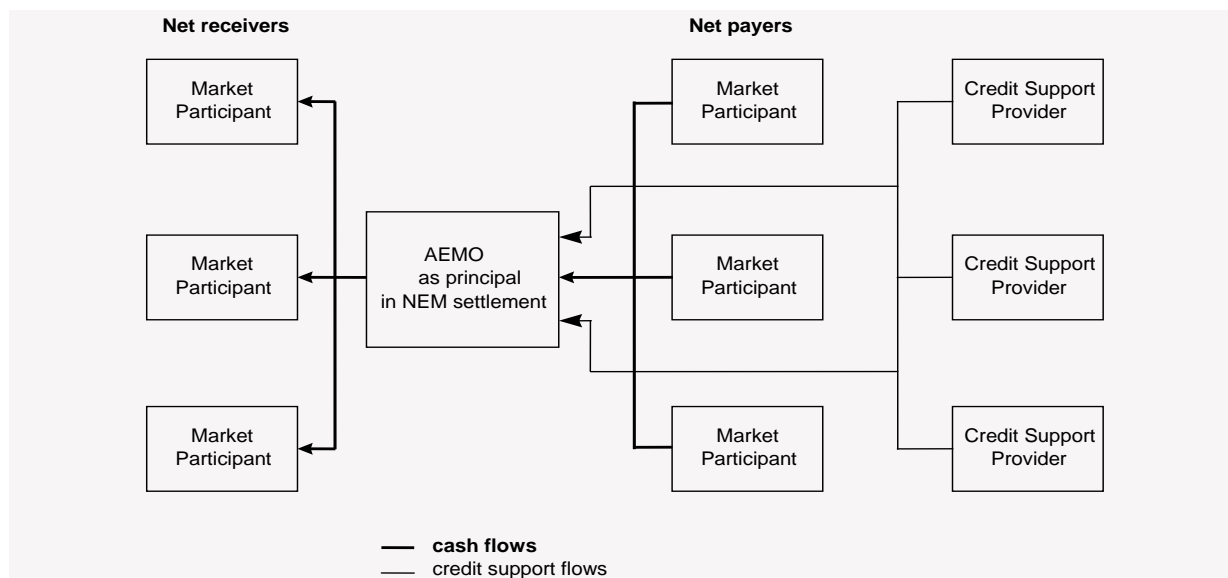 Net receivers
Net payers
Market
Participant
Market
Participant
Credit Support
Provider
Market
Participant
AEMO
as principal
in NEM settlement
Market
Participant
Credit Support
Provider
Market
Participant
Market
Participant
Credit Support
Provider
cash flows
credit support flows